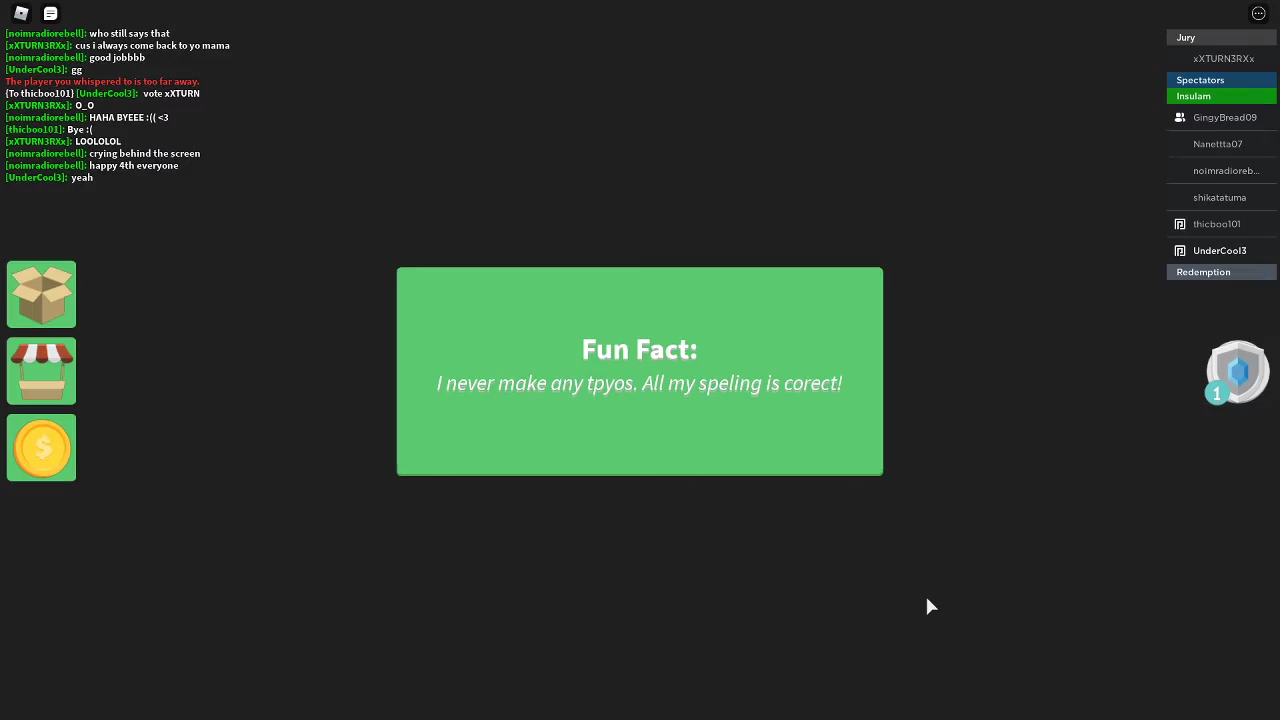 [noimradiorebell]: who still says that
[xXTURN3RXx]: cus i always come back to yo mama
[noimradiorebell]: good jobbbb
[UnderCool3]: gg
The player you whispered to is too far away.
{To thicboo101} [UnderCool3]: vote xXTURN
[xXTURN3RXx]: O_O
[noimradiorebell]: HAHA BYEEE :(( <3
[thicboo101]: Bye :(
[xXTURN3RXx]: LOOLOLOL
[noimradiorebell]: crying behind the screen
[noimradiorebell]: happy 4th everyone
[UnderCool3]: yeah
Fun Fact:
I never make any tpyos. All my speling is corect!
Jury
xXTURN3RXx
Spectators
Insulam
GingyBread09
Nanettta07
noimradioreb...
shikatatuma
thicboo101
UnderCool3
Redemption
1